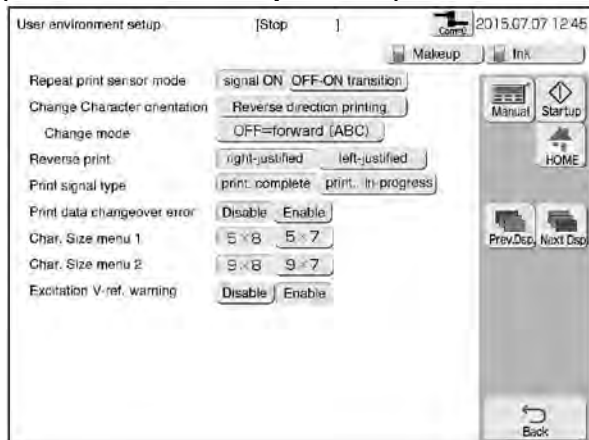 User environment setup [Stop ] Com=0 2015.07.07 12:45
Makeup Ink
Repeat print sensor mode signal ON OFF-ON transition
Manual Startup
Change Character orientation Reverse direction printing
Change mode OFF=forward (ABC)
HOME
Reverse print right-justified left-justified
Print signal type print. complete print. In-progress
Print data changeover error Disable Enable
Char. Size menu 1 5×8 5×7
Prev.Dsp. Next Dsp
Char. Size menu 2 9×8 9×7
Excitation V-ref. warning Disable Enable
Back